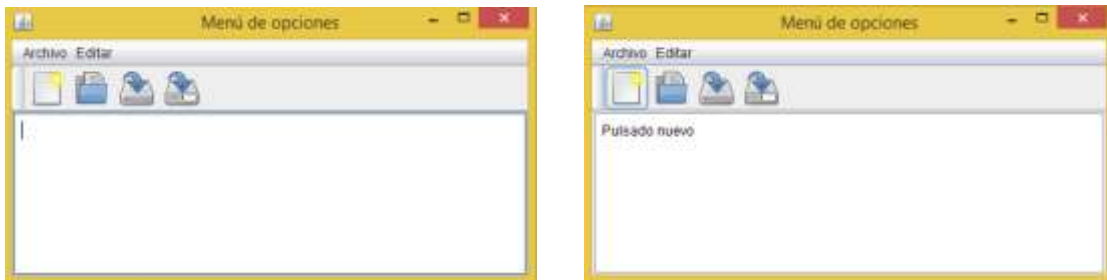 Menú de opciones
Archivo Editar
Menú de opciones
Archivo Editar
Pulsado nuevo